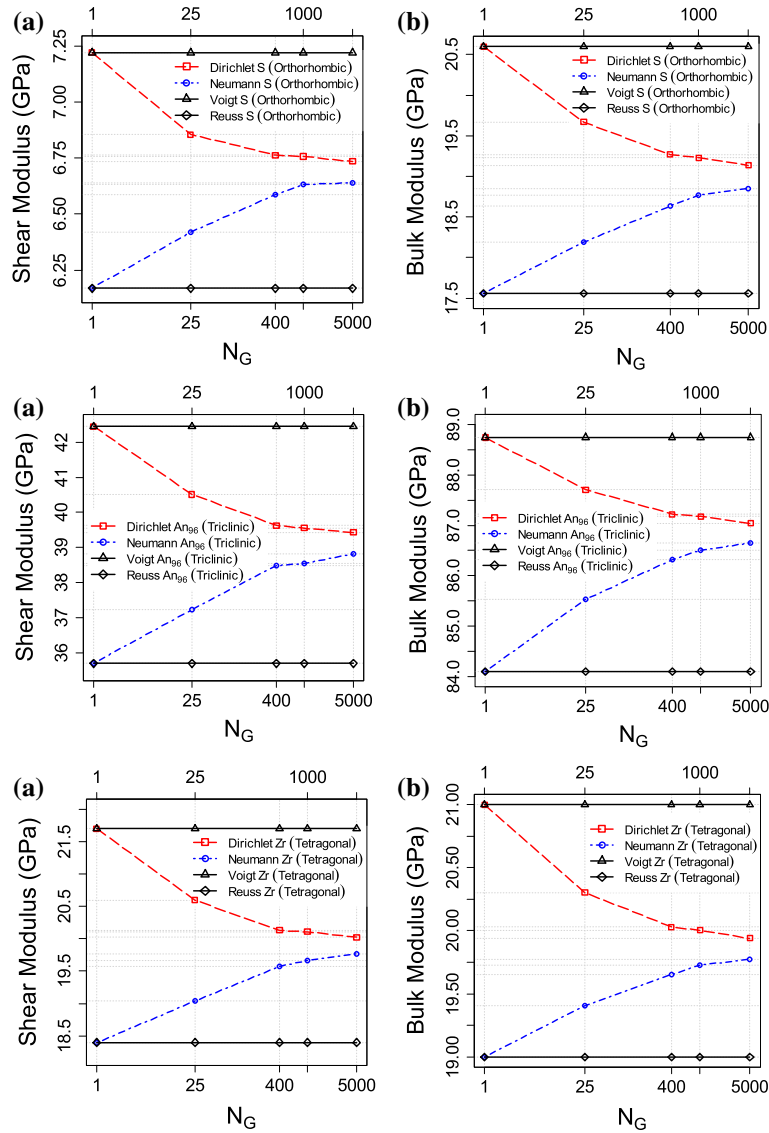 (a)
1 25 1000
Shear Modulus (GPa)
7.25
7.00
6.75
6.50
6.25
Dirichlet S (Orthorhombic)
Neumann S (Orthorhombic)
Voigt S (Orthorhombic)
Reuss S (Orthorhombic)
1 25 400 5000
N_G
(b)
1 25 1000
Bulk Modulus (GPa)
20.5
19.5
18.5
17.5
Dirichlet S (Orthorhombic)
Neumann S (Orthorhombic)
Voigt S (Orthorhombic)
Reuss S (Orthorhombic)
1 25 400 5000
N_G
(a)
1 25 1000
Shear Modulus (GPa)
42
41
40
39
38
37
36
Dirichlet An₉₆ (Triclinic)
Neumann An₉₆ (Triclinic)
Voigt An₉₆ (Triclinic)
Reuss An₉₆ (Triclinic)
1 25 400 5000
N_G
(b)
1 25 1000
Bulk Modulus (GPa)
89.0
88.0
87.0
86.0
85.0
84.0
Dirichlet An₉₆ (Triclinic)
Neumann An₉₆ (Triclinic)
Voigt An₉₆ (Triclinic)
Reuss An₉₆ (Triclinic)
1 25 400 5000
N_G
(a)
1 25 1000
Shear Modulus (GPa)
21.5
20.5
19.5
18.5
Dirichlet Zr (Tetragonal)
Neumann Zr (Tetragonal)
Voigt Zr (Tetragonal)
Reuss Zr (Tetragonal)
1 25 400 5000
N_G
(b)
1 25 1000
Bulk Modulus (GPa)
21.00
20.50
20.00
19.50
19.00
Dirichlet Zr (Tetragonal)
Neumann Zr (Tetragonal)
Voigt Zr (Tetragonal)
Reuss Zr (Tetragonal)
1 25 400 5000
N_G